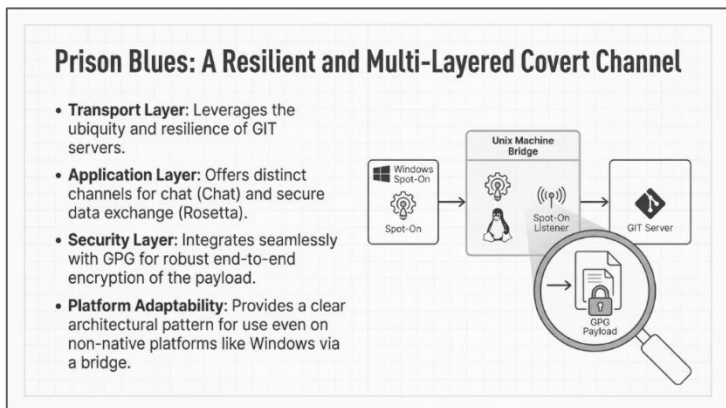 Prison Blues: A Resilient and Multi-Layered Covert Channel
• Transport Layer: Leverages the
ubiquity and resilience of GIT
servers.
• Application Layer: Offers distinct
channels for chat (Chat) and secure
data exchange (Rosetta).
• Security Layer: Integrates seamlessly
with GPG for robust end-to-end
encryption of the payload.
• Platform Adaptability: Provides a clear
architectural pattern for use even on
non-native platforms like Windows via
a bridge.
Windows
Spot-On
Spot-On
Unix Machine
Bridge
Spot-On
Listener
GIT Server
GPG
Payload